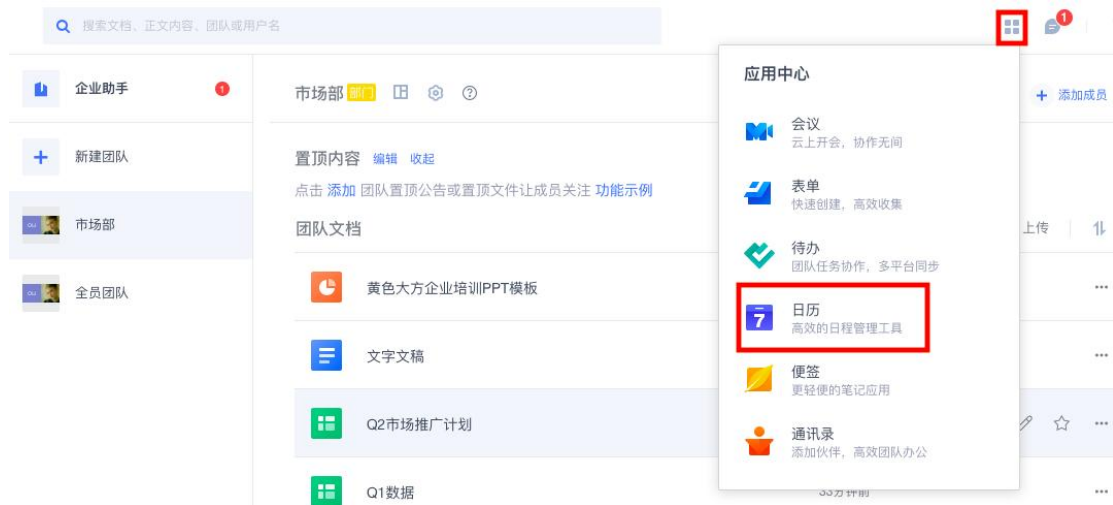 搜索文档、正文内容、团队或用户名
1
企业助手
1
新建团队
市场部
全员团队
市场部 部门
添加成员
置顶内容 编辑 收起
点击 添加 团队置顶公告或置顶文件让成员关注 功能示例
团队文档
上传
黄色大方企业培训PPT模板
文字文稿
Q2市场推广计划
Q1数据
33分钟前
应用中心
会议
云上开会，协作无间
表单
快速创建，高效收集
待办
团队任务协作，多平台同步
7
日历
高效的日程管理工具
便签
更轻便的笔记应用
通讯录
添加伙伴，高效团队办公